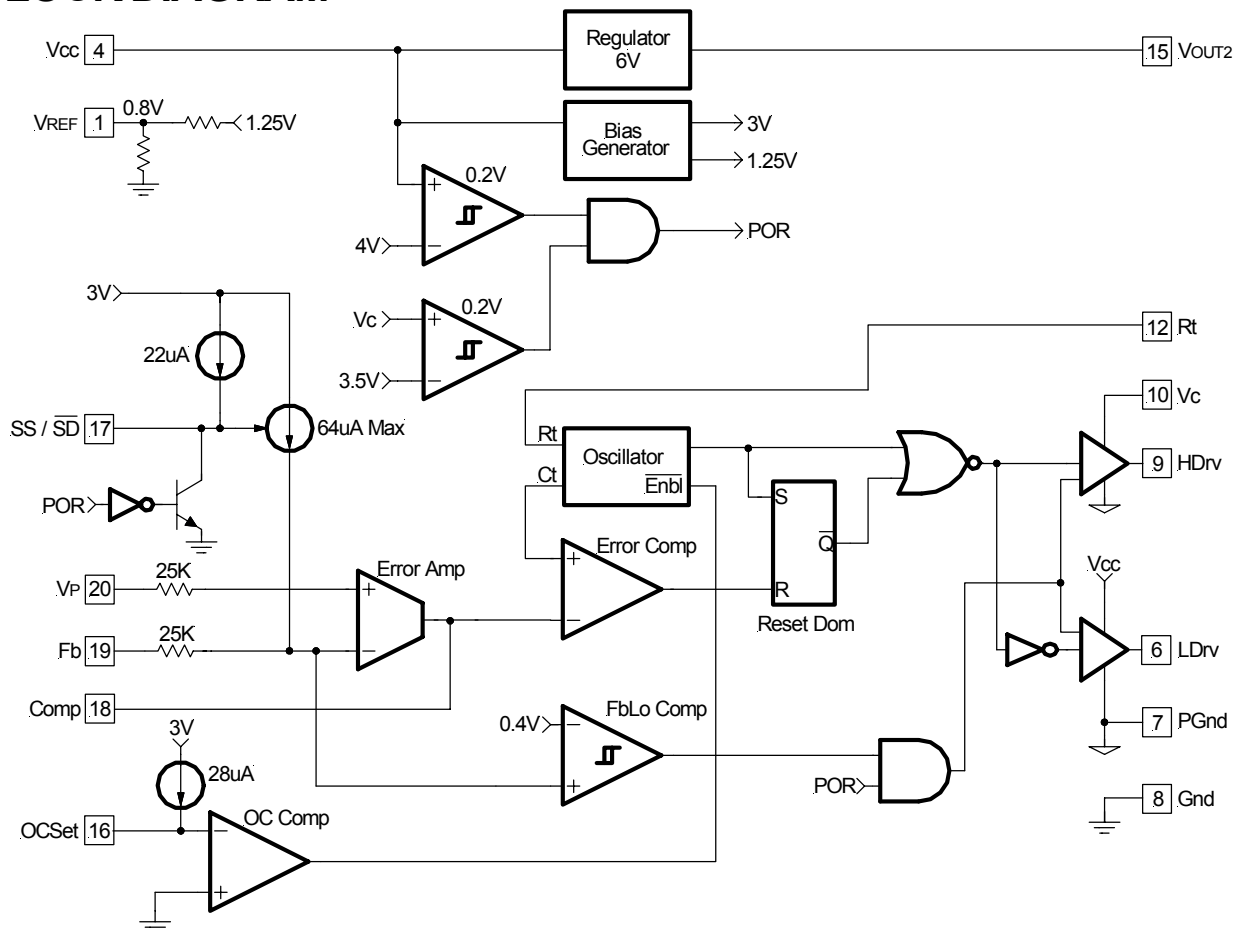 Vcc 4
Regulator
6V
15 VOUT2
VREF 1
0.8V
1.25V
Bias
Generator
3V
1.25V
0.2V
+
4V
−
POR
3V
0.2V
Vc
+
22uA
3.5V
−
12 Rt
10 Vc
SS / SD 17
64uA Max
Rt
Oscillator
Ct
Enbl
9 HDrv
POR
S
Q
R
Reset Dom
Error Comp
+
−
Error Amp
VP 20
25K
+
Vcc
Fb 19
25K
−
6 LDrv
Comp 18
FbLo Comp
0.4V
−
+
7 PGnd
3V
28uA
POR
8 Gnd
OCSet 16
OC Comp
−
+